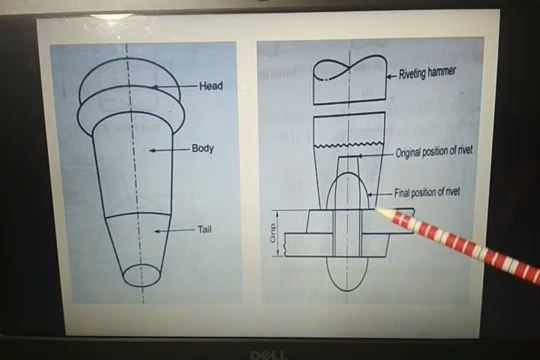 Head
Body
Tail
Riveting hammer
Original position of rivet
Final position of rivet
Grip
DELL